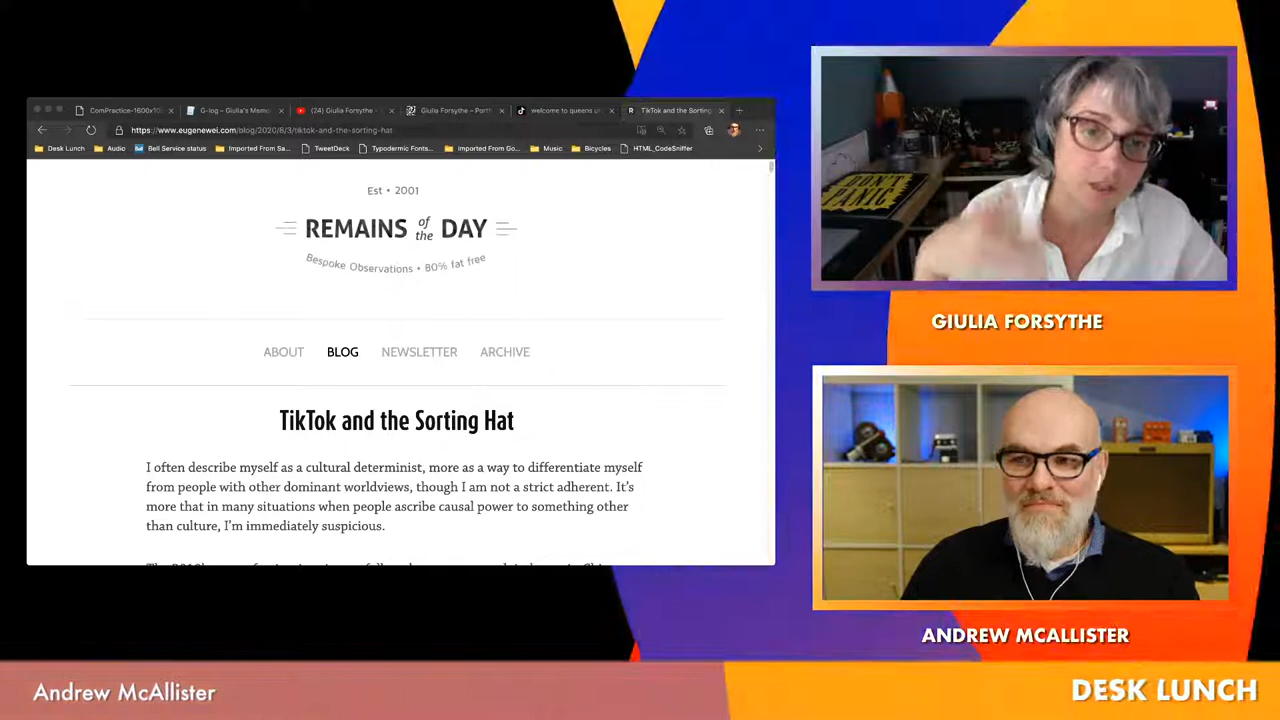 ComPractice-1600x10
G-log – Giulia's Memo
(24) Giulia Forsythe -
Giulia Forsythe – Port
welcome to queens u
TikTok and the Sorting
https://www.eugenewei.com/blog/2020/8/3/tiktok-and-the-sorting-hat
Desk Lunch Audio Bell Service status Imported From Sa... TweetDeck Typodermic Fonts... Imported From Go... Music Bicycles HTML_CodeSniffer
Est • 2001
REMAINS of the DAY
Bespoke Observations • 80% fat free
ABOUT BLOG NEWSLETTER ARCHIVE
TikTok and the Sorting Hat
I often describe myself as a cultural determinist, more as a way to differentiate myself
from people with other dominant worldviews, though I am not a strict adherent. It's
more that in many situations when people ascribe causal power to something other
than culture, I'm immediately suspicious.
DON'T
PANIC
GIULIA FORSYTHE
ANDREW MCALLISTER
Andrew McAllister
DESK LUNCH